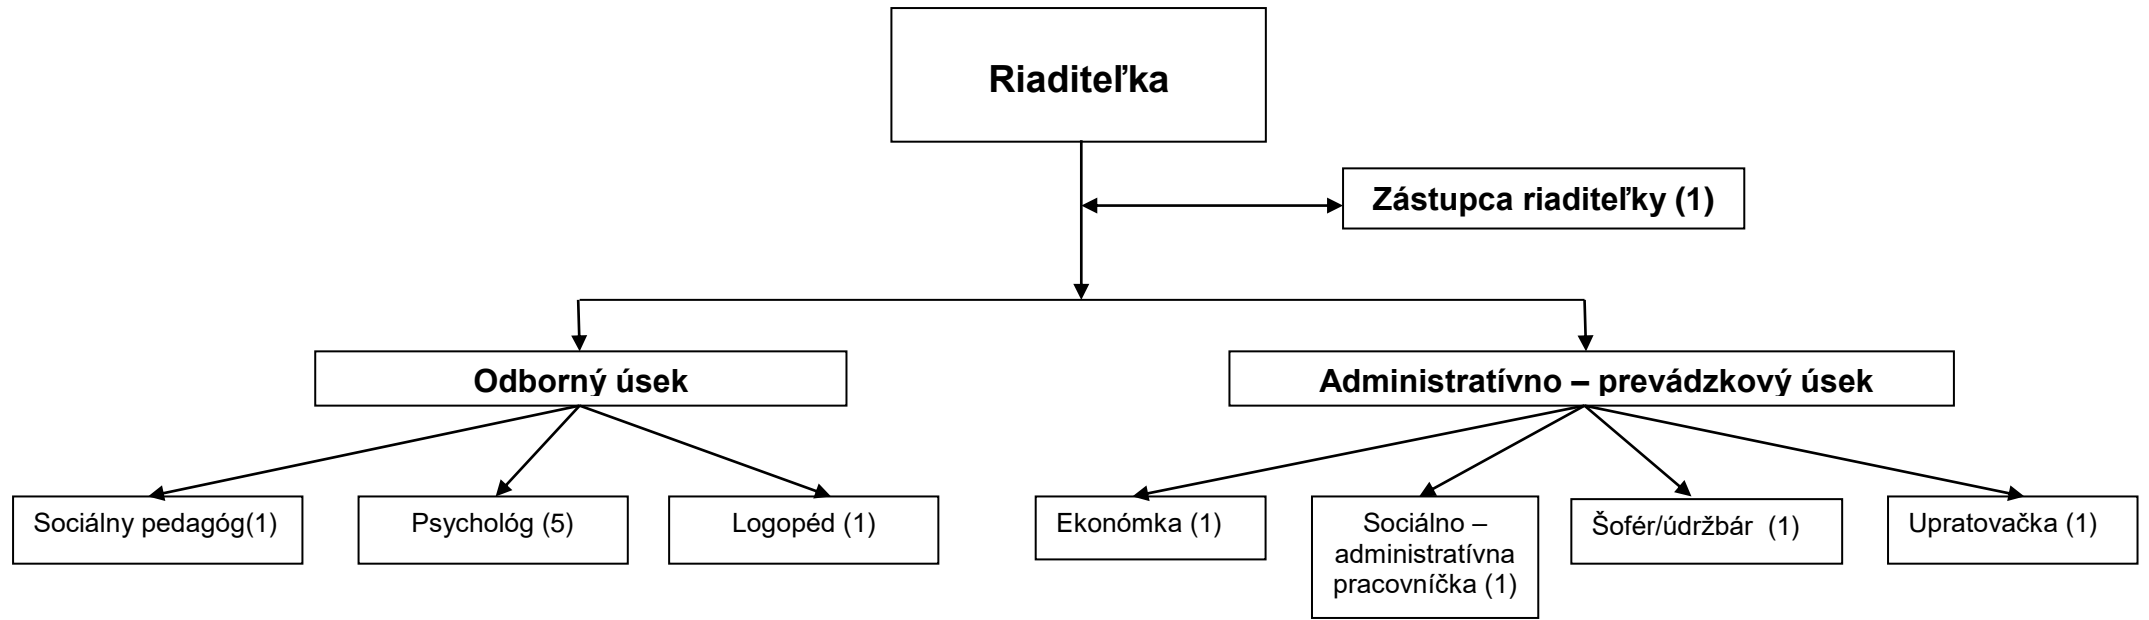 Riaditeľka
Zástupca riaditeľky (1)
Odborný úsek
Administratívno – prevádzkový úsek
Sociálny pedagóg(1)
Psychológ (5)
Logopéd (1)
Ekonómka (1)
Sociálno –
administratívna
pracovníčka (1)
Šofér/údržbár  (1)
Upratovačka (1)